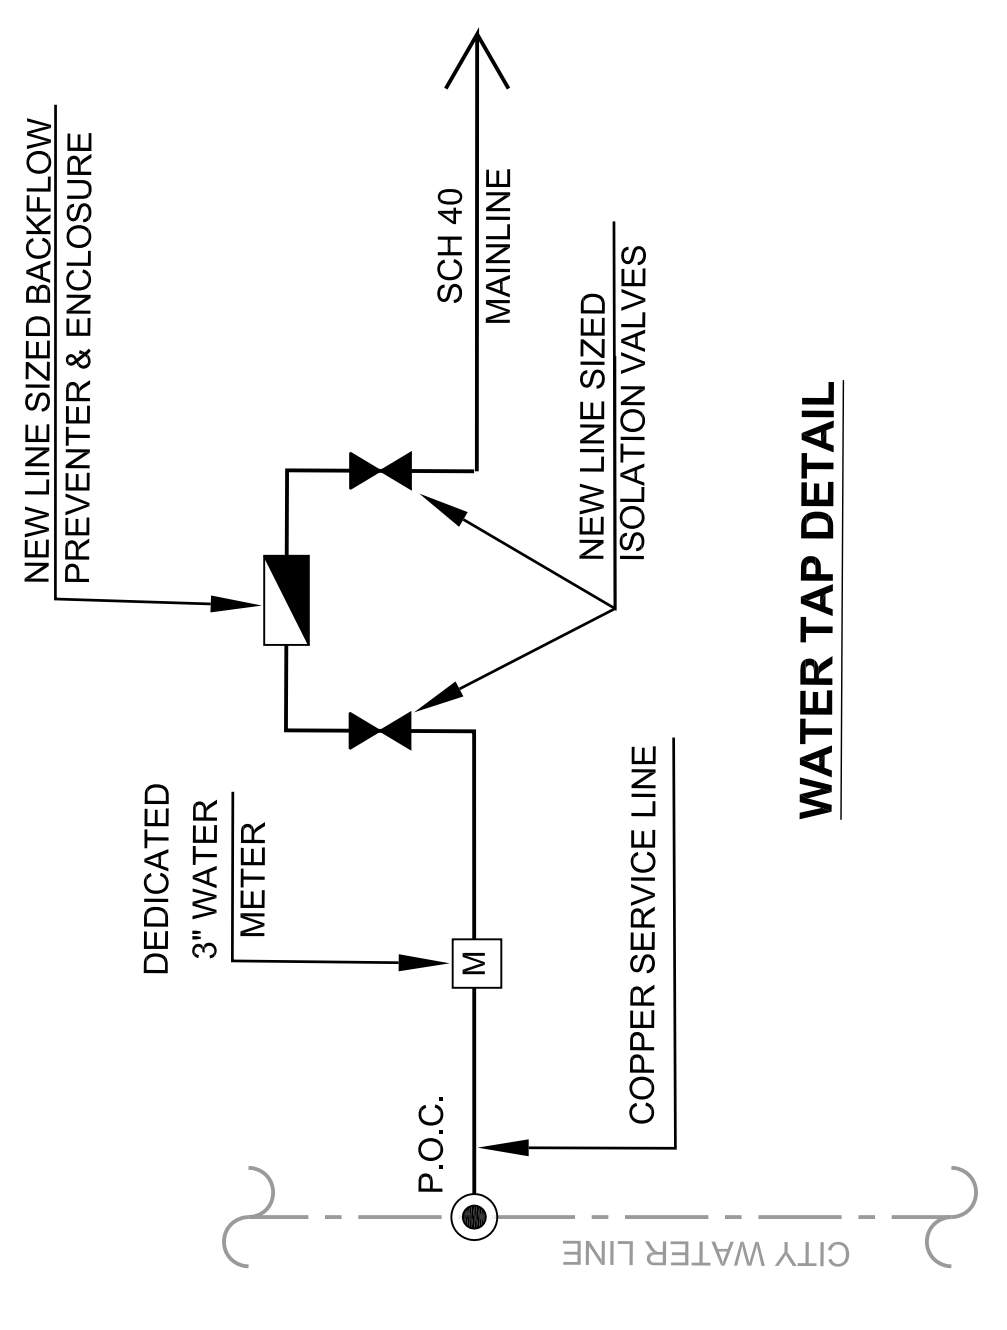 NEW LINE SIZED BACKFLOW
PREVENTER & ENCLOSURE
DEDICATED
3" WATER
METER
SCH 40
MAINLINE
P.O.C.
M
NEW LINE SIZED
ISOLATION VALVES
COPPER SERVICE LINE
CITY WATER LINE
WATER TAP DETAIL